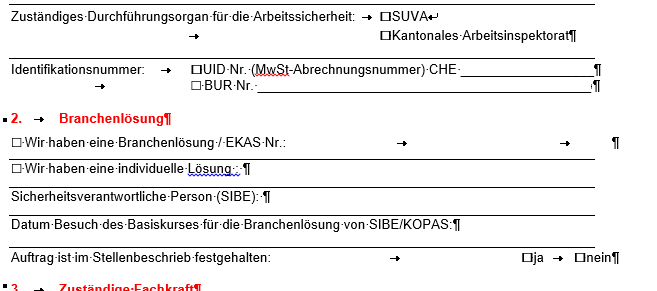 Zuständiges·Durchführungsorgan·für·die·Arbeitssicherheit: → ☐SUVA↵
→ ☐Kantonales·Arbeitsinspektorat¶
Identifikationsnummer: → ☐UID·Nr.·(MwSt-Abrechnungsnummer)·CHE·____________________¶
→ ☐·BUR·Nr.·____________________¶
2. → Branchenlösung¶
☐·Wir·haben·eine·Branchenlösung·/·EKAS·Nr.: → → ¶
☐·Wir·haben·eine·individuelle·Lösung·:·¶
Sicherheitsverantwortliche·Person·(SIBE):·¶
Datum·Besuch·des·Basiskurses·für·die·Branchenlösung·von·SIBE/KOPAS:¶
Auftrag·ist·im·Stellenbeschrieb·festgehalten: → ☐ja → ☐nein¶
3. → Zuständige·Fachkraft¶